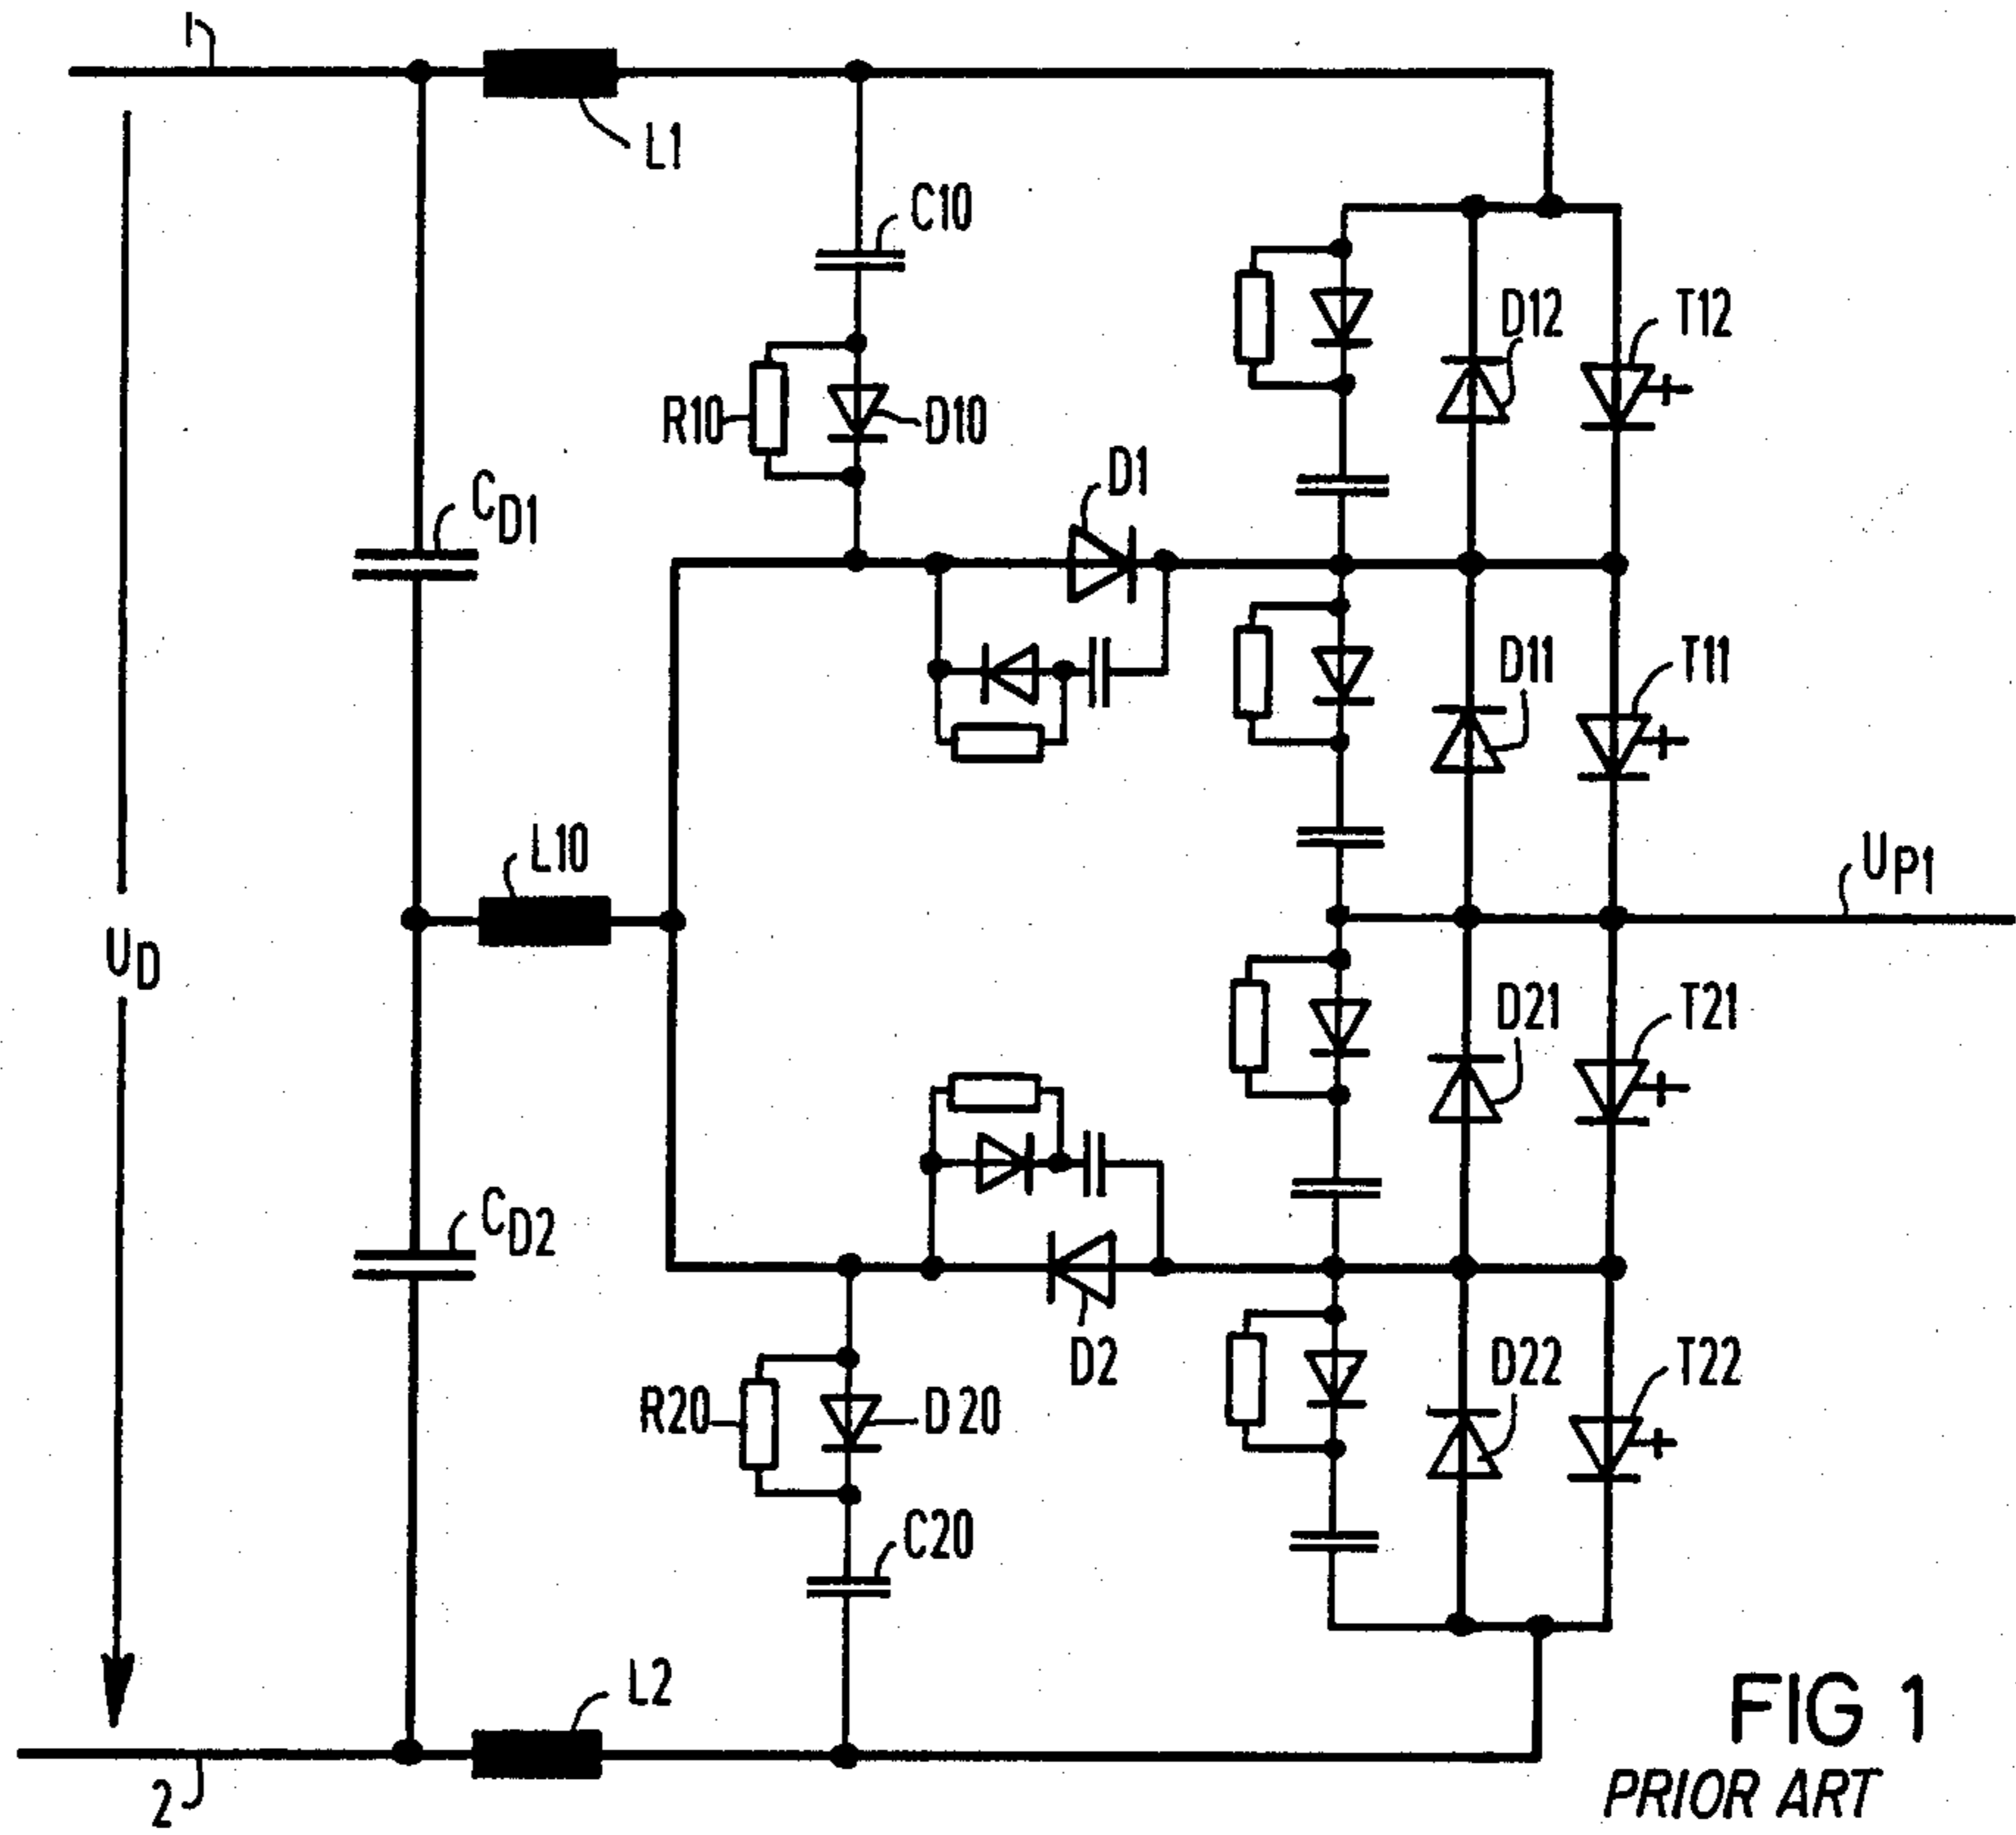 1
L1
C10
D12
T12
R10
D10
D1
CD1
D11
T11
L10
UP1
UD
D21
T21
CD2
D2
D22
T22
R20
D20
C20
L2
2
FIG 1
PRIOR ART